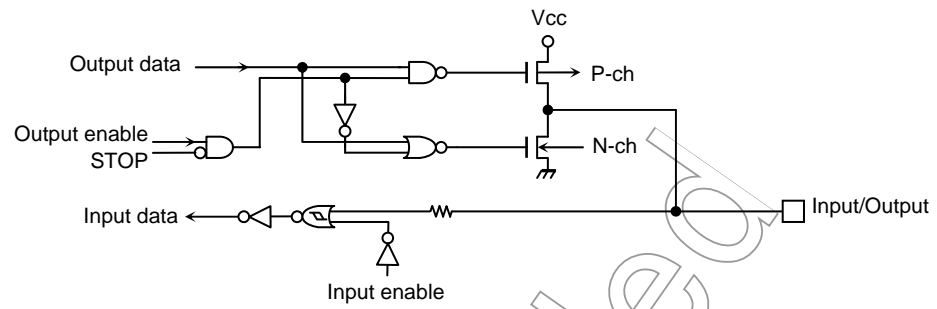 Vcc
Output data
P-ch
Output enable
STOP
N-ch
Input data
Input/Output
Input enable